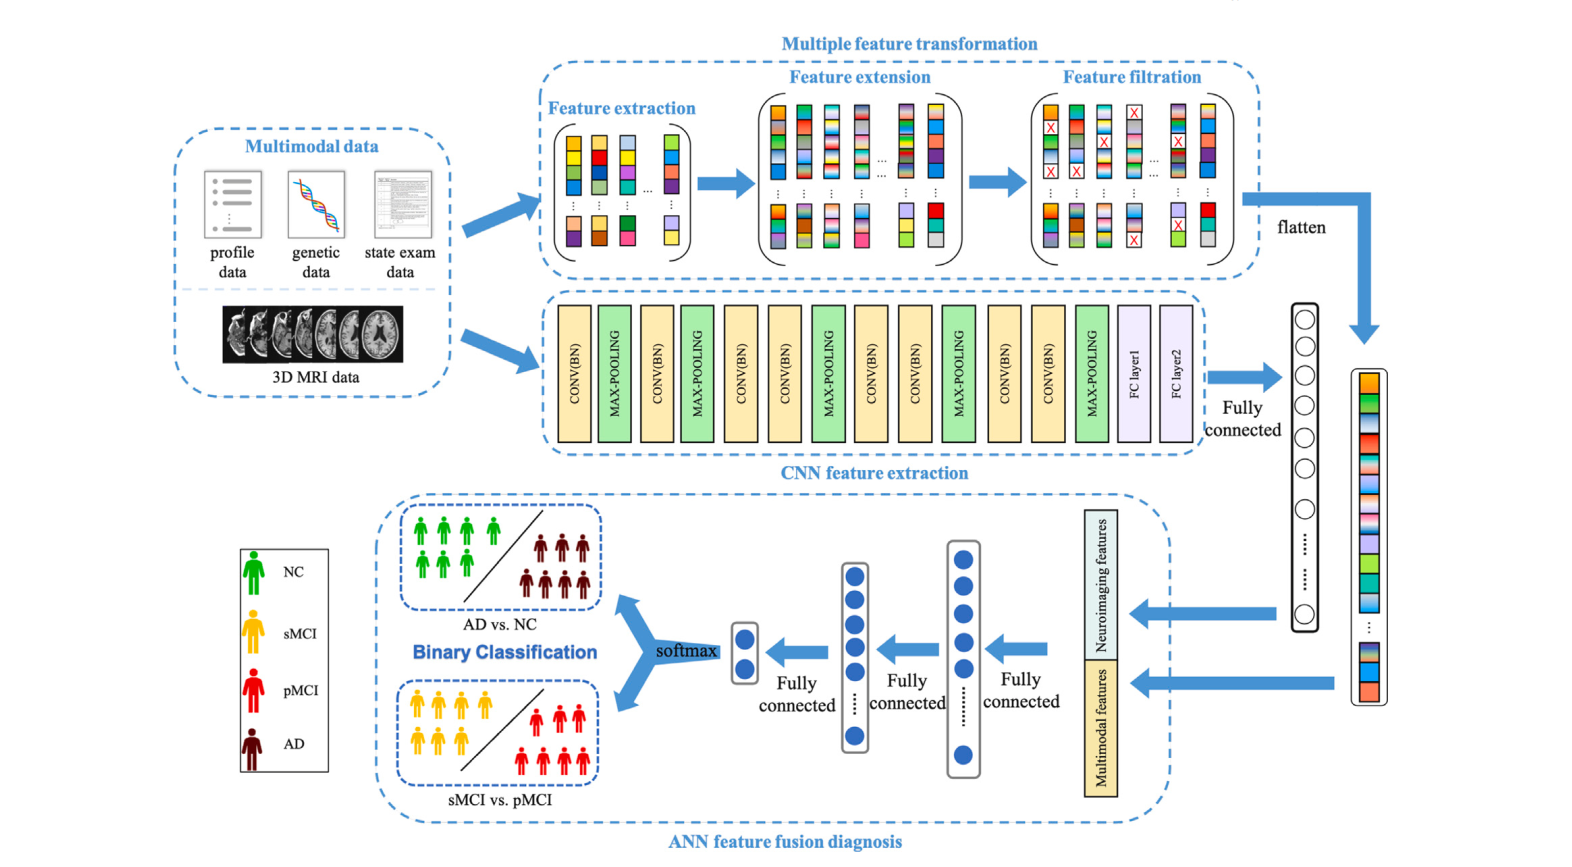 Multiple feature transformation
Feature extraction
Feature extension
Feature filtration
Multimodal data
profile
data
genetic
data
state exam
data
3D MRI data
flatten
CONV(BN)
MAX-POOLING
CONV(BN)
MAX-POOLING
CONV(BN)
CONV(BN)
MAX-POOLING
CONV(BN)
CONV(BN)
MAX-POOLING
CONV(BN)
CONV(BN)
MAX-POOLING
FC layer1
FC layer2
Fully
connected
CNN feature extraction
NC
sMCI
pMCI
AD
AD vs. NC
Binary Classification
sMCI vs. pMCI
softmax
Fully
connected
Fully
connected
Fully
connected
Neuroimaging features
Multimodal features
ANN feature fusion diagnosis